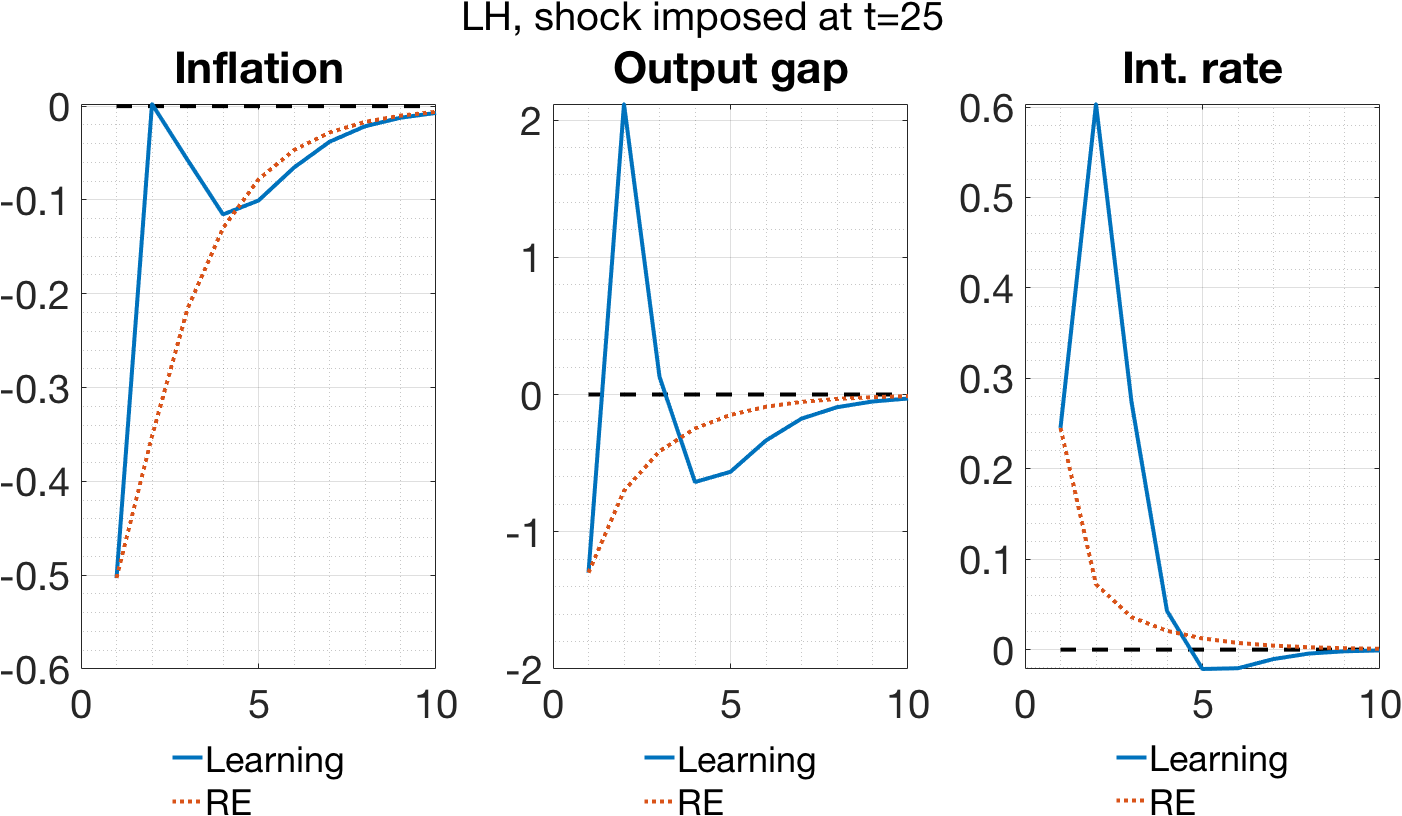 LH, shock imposed at t=25
Inflation
0
-0.1
-0.2
-0.3
-0.4
-0.5
-0.6
0 5 10
Learning
RE
Output gap
2
1
0
-1
-2
0 5 10
Learning
RE
Int. rate
0.6
0.5
0.4
0.3
0.2
0.1
0
0 5 10
Learning
RE